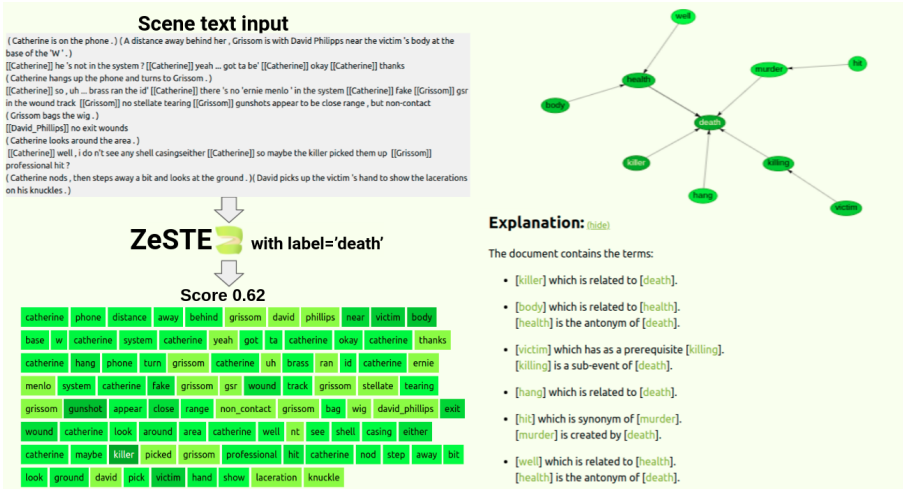 Scene text input
( Catherine is on the phone . ) ( A distance away behind her , Grissom is with David Philipps near the victim 's body at the
base of the 'W ' . )
[[Catherine]] he 's not in the system ? [[Catherine]] yeah ... got ta be' [[Catherine]] okay [[Catherine]] thanks
( Catherine hangs up the phone and turns to Grissom . )
[[Catherine]] so , uh ... brass ran the id' [[Catherine]] there 's no 'ernie menlo ' in the system [[Catherine]] fake [[Grissom]] gsr
in the wound track [[Grissom]] no stellate tearing [[Grissom]] gunshots appear to be close range , but non-contact
( Grissom bags the wig . )
[[David_Phillips]] no exit wounds
( Catherine looks around the area . )
[[Catherine]] well , i do n't see any shell casingseither [[Catherine]] so maybe the killer picked them up [[Grissom]]
professional hit ?
( Catherine nods , then steps away a bit and looks at the ground . )( David picks up the victim 's hand to show the lacerations
on his knuckles . )
ZeSTE with label='death'
Score 0.62
catherine phone distance away behind grissom david phillips near victim body
base w catherine system catherine yeah got ta catherine okay catherine thanks
catherine hang phone turn grissom catherine uh brass ran id catherine ernie
menlo system catherine fake grissom gsr wound track grissom stellate tearing
grissom gunshot appear close range non_contact grissom bag wig david_phillips exit
wound catherine look around area catherine well nt see shell casing either
catherine maybe killer picked grissom professional hit catherine nod step away bit
look ground david pick victim hand show laceration knuckle
well
hit
murder
health
body
death
killer
killing
hang
victim
Explanation: (hide)
The document contains the terms:
• [killer] which is related to [death].
• [body] which is related to [health].
[health] is the antonym of [death].
• [victim] which has as a prerequisite [killing].
[killing] is a sub-event of [death].
• [hang] which is related to [death].
• [hit] which is synonym of [murder].
[murder] is created by [death].
• [well] which is related to [health].
[health] is the antonym of [death].